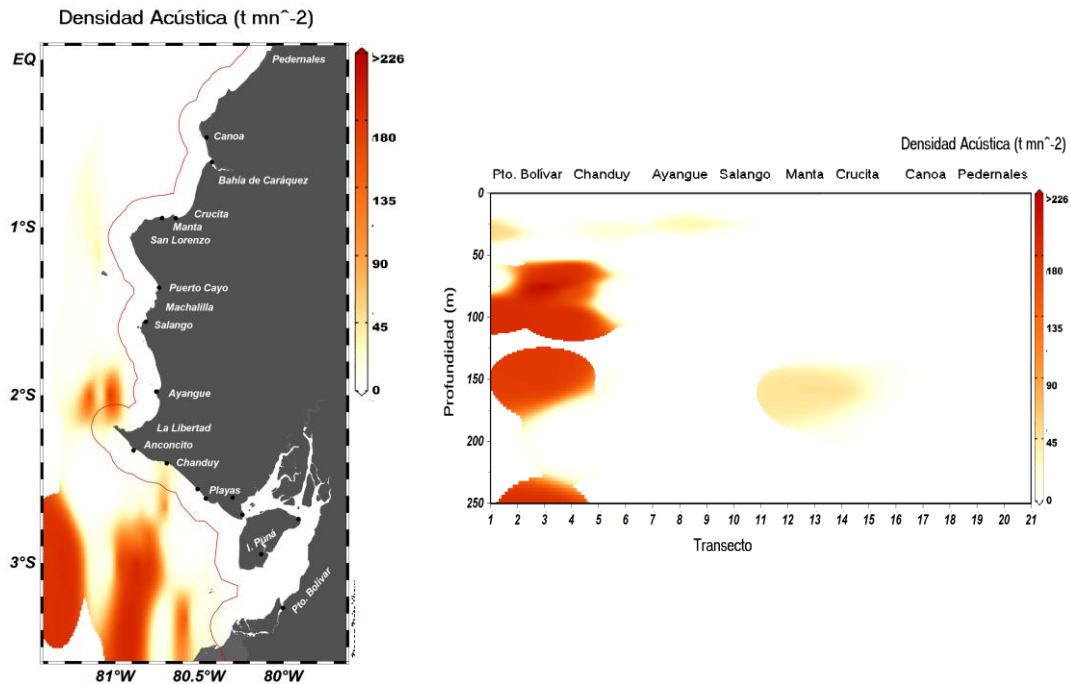 Densidad Acústica (t mn^-2)
EQ
1°S
2°S
3°S
81°W 80.5°W 80°W
Pedernales
Canoa
Bahía de Caráquez
Crucita
Manta
San Lorenzo
Puerto Cayo
Machalilla
Salango
Ayangue
La Libertad
Anconcito
Chanduy
Playas
I. Puná
Pto. Bolívar
>226
180
135
90
45
0
Densidad Acústica (t mn^-2)
Pto. Bolívar Chanduy Ayangue Salango Manta Crucita Canoa Pedernales
Profundidad (m)
0
50
100
150
200
250
1 2 3 4 5 6 7 8 9 10 11 12 13 14 15 16 17 18 19 20 21
Transecto
>226
180
135
90
45
0